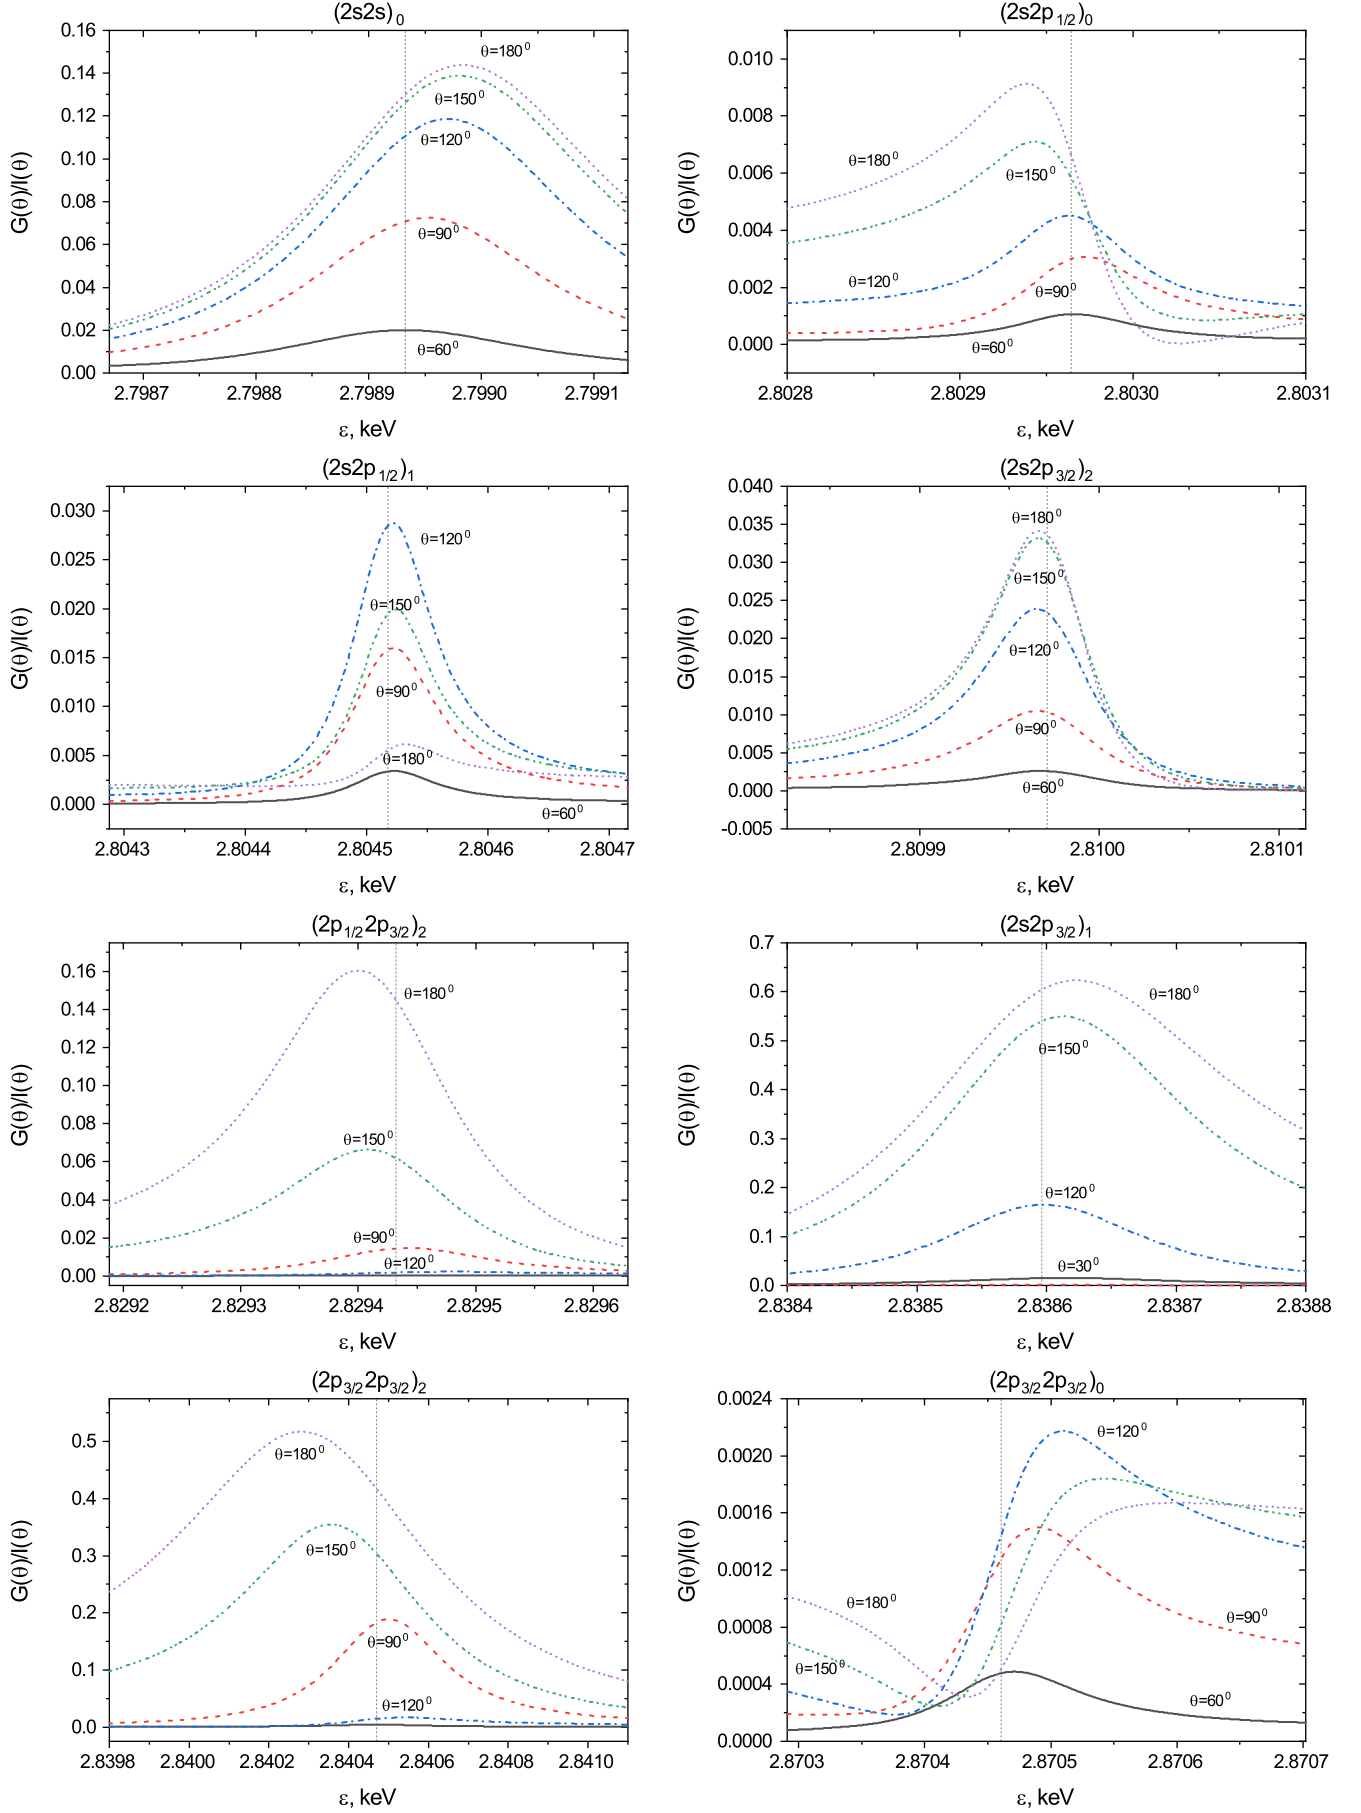 (2s2s)0
0.16
0.14
0.12
0.10
0.08
0.06
0.04
0.02
0.00
G(θ)/I(θ)
θ=180⁰
θ=150⁰
θ=120⁰
θ=90⁰
θ=60⁰
2.7987 2.7988 2.7989 2.7990 2.7991
ε, keV
(2s2p1/2)0
0.010
0.008
0.006
0.004
0.002
0.000
G(θ)/I(θ)
θ=180⁰
θ=150⁰
θ=120⁰
θ=90⁰
θ=60⁰
2.8028 2.8029 2.8030 2.8031
ε, keV
(2s2p1/2)1
0.030
0.025
0.020
0.015
0.010
0.005
0.000
G(θ)/I(θ)
θ=120⁰
θ=150⁰
θ=90⁰
θ=180⁰
θ=60⁰
2.8043 2.8044 2.8045 2.8046 2.8047
ε, keV
(2s2p3/2)2
0.040
0.035
0.030
0.025
0.020
0.015
0.010
0.005
0.000
-0.005
G(θ)/I(θ)
θ=180⁰
θ=150⁰
θ=120⁰
θ=90⁰
θ=60⁰
2.8099 2.8100 2.8101
ε, keV
(2p1/22p3/2)2
0.16
0.14
0.12
0.10
0.08
0.06
0.04
0.02
0.00
G(θ)/I(θ)
θ=180⁰
θ=150⁰
θ=90⁰
θ=120⁰
2.8292 2.8293 2.8294 2.8295 2.8296
ε, keV
(2s2p3/2)1
0.7
0.6
0.5
0.4
0.3
0.2
0.1
0.0
G(θ)/I(θ)
θ=180⁰
θ=150⁰
θ=120⁰
θ=30⁰
2.8384 2.8385 2.8386 2.8387 2.8388
ε, keV
(2p3/22p3/2)2
0.5
0.4
0.3
0.2
0.1
0.0
G(θ)/I(θ)
θ=180⁰
θ=150⁰
θ=90⁰
θ=120⁰
2.8398 2.8400 2.8402 2.8404 2.8406 2.8408 2.8410
ε, keV
(2p3/22p3/2)0
0.0024
0.0020
0.0016
0.0012
0.0008
0.0004
0.0000
G(θ)/I(θ)
θ=120⁰
θ=180⁰
θ=90⁰
θ=150⁰
θ=60⁰
2.8703 2.8704 2.8705 2.8706 2.8707
ε, keV